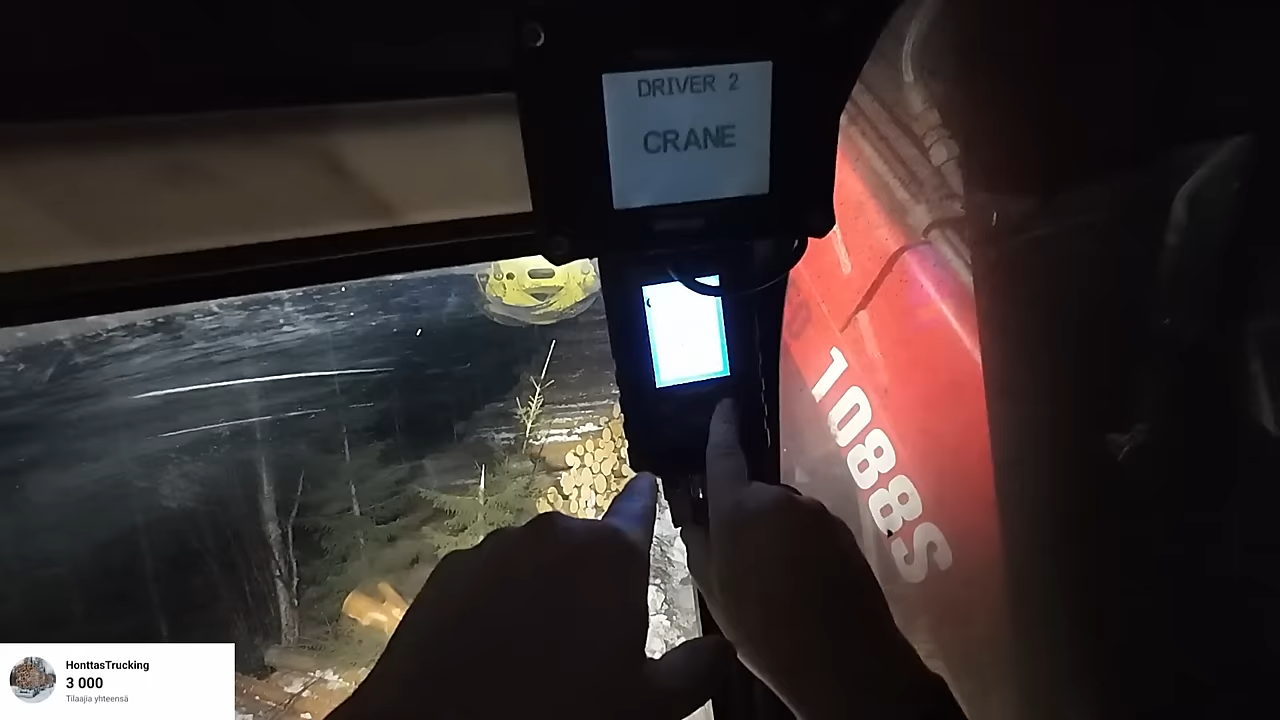 DRIVER 2
CRANE
1088S
HonttasTrucking
3 000
Tilaajia yhteensä